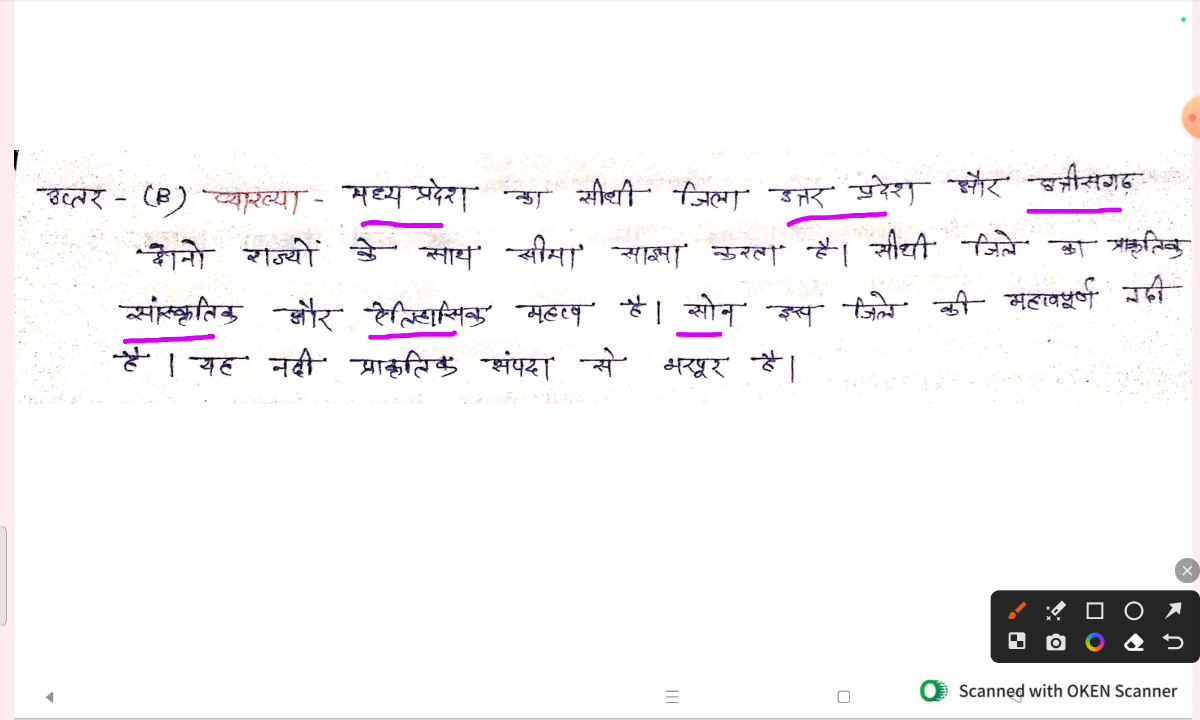 उत्तर - (B) व्याख्या - मध्य प्रदेश का सीधी जिला उत्तर प्रदेश और छत्तीसगढ़
दोनो राज्यों के साथ सीमा साझा करता है। सीधी जिले का प्राकृतिक
सांस्कृतिक और ऐतिहासिक महत्व है। सोन इस जिले की महत्वपूर्ण नदी
है। यह नदी प्राकृतिक संपदा से भरपूर है।
Scanned with OKEN Scanner